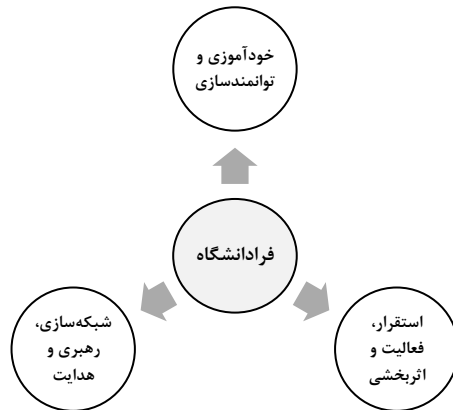 خودآموزی و
توانمندسازی
فرادانشگاه
استقرار،
فعالیت و
اثربخشی
شبکه‌سازی،
رهبری و
هدایت